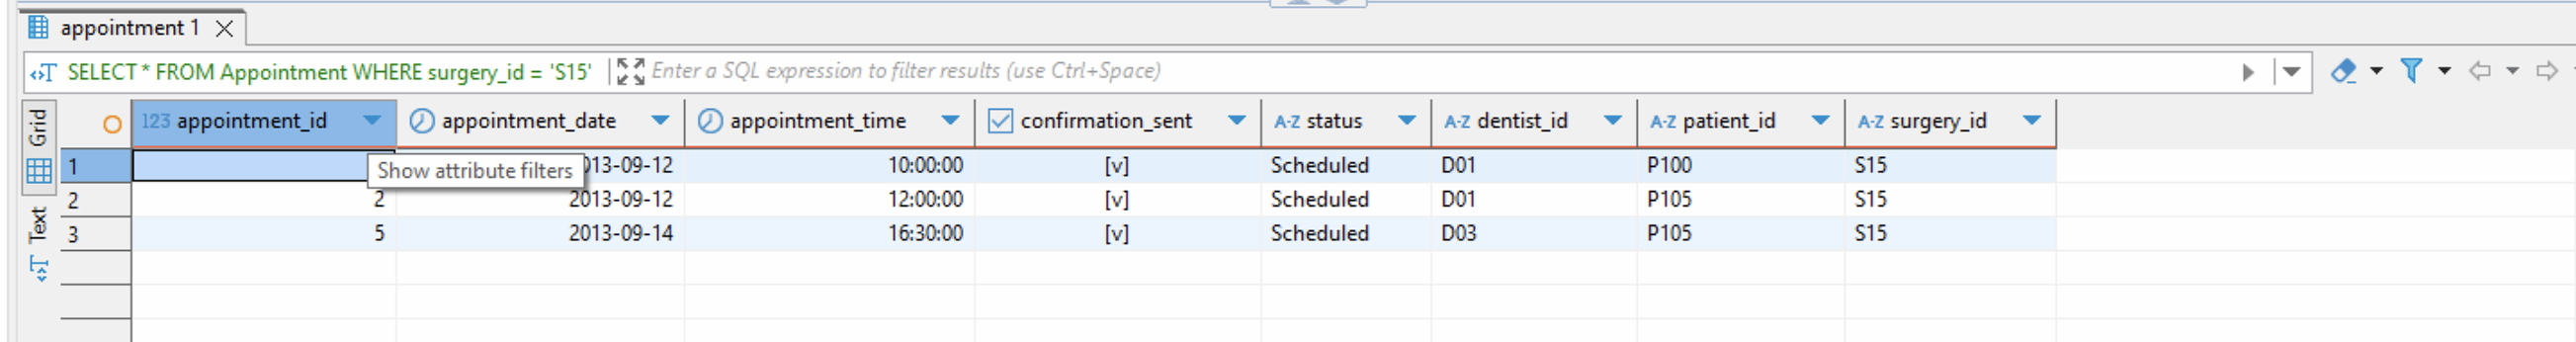 appointment 1
SELECT * FROM Appointment WHERE surgery_id = 'S15' Enter a SQL expression to filter results (use Ctrl+Space)
Grid
Text
123 appointment_id appointment_date appointment_time confirmation_sent A-Z status A-Z dentist_id A-Z patient_id A-Z surgery_id
1 013-09-12 10:00:00 [v] Scheduled D01 P100 S15
Show attribute filters
2 2 2013-09-12 12:00:00 [v] Scheduled D01 P105 S15
3 5 2013-09-14 16:30:00 [v] Scheduled D03 P105 S15